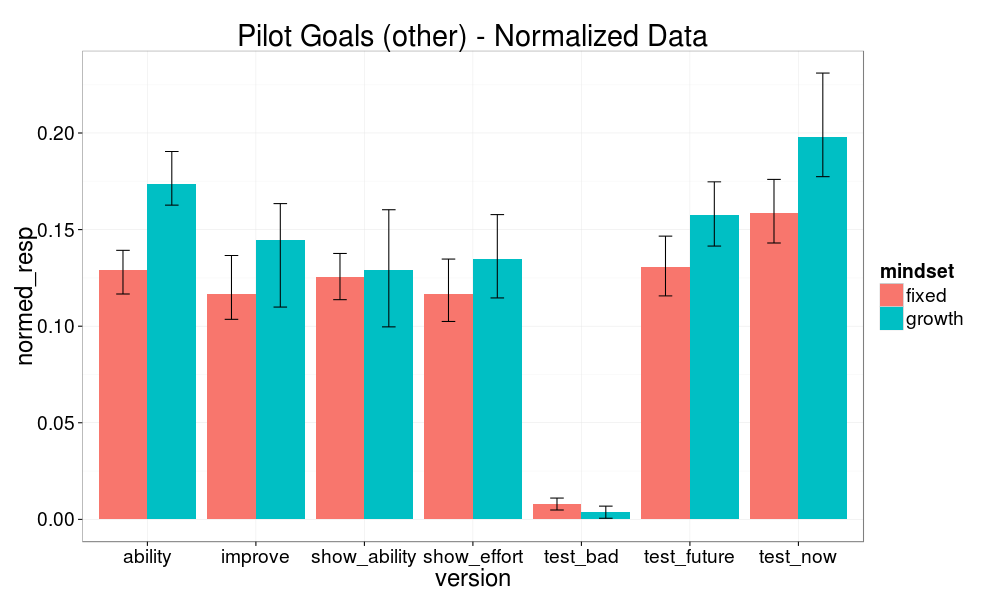 Pilot Goals (other) - Normalized Data
normed_resp
0.20
0.15
0.10
0.05
0.00
ability improve show_ability show_effort test_bad test_future test_now
version
mindset
fixed
growth